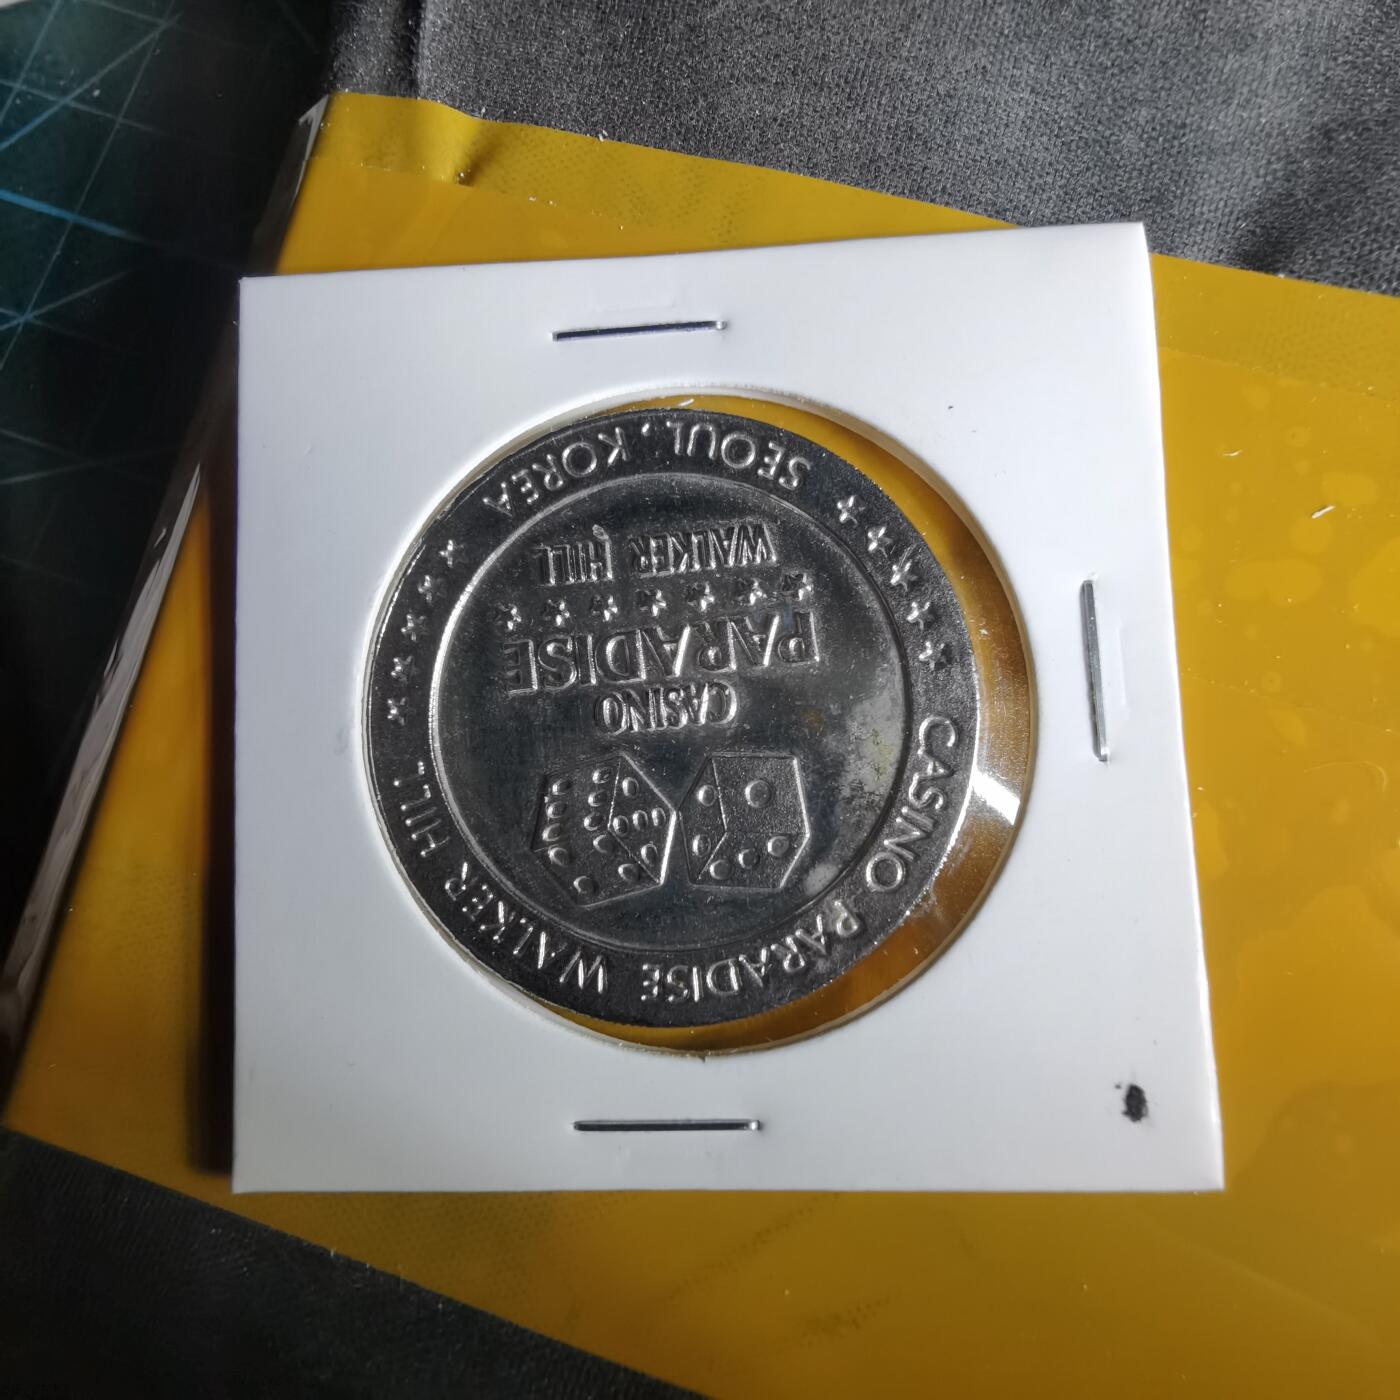 CASINO PARADISE WALKER HILL
SEOUL, KOREA
CASINO
PARADISE
WALKER HILL